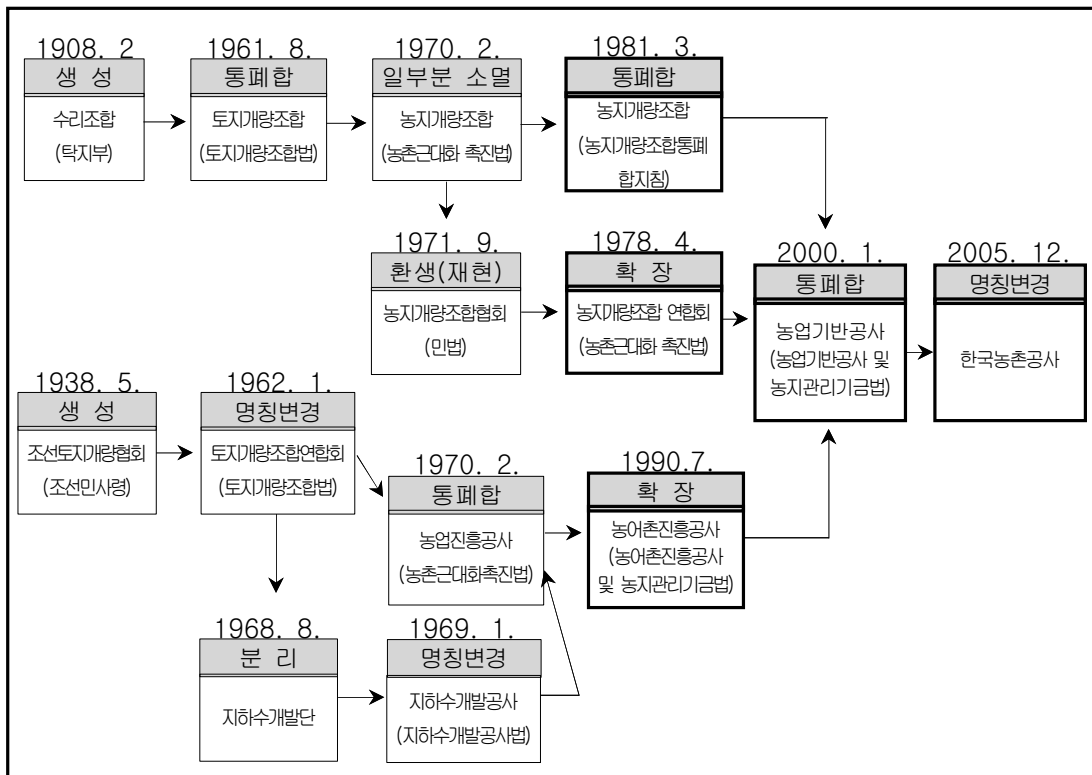 1908. 2
생 성
수리조합
(탁지부)
1961. 8.
통폐합
토지개량조합
(토지개량조합법)
1970. 2.
일부분 소멸
농지개량조합
(농촌근대화 촉진법)
1981. 3.
통폐합
농지개량조합
(농지개량조합통폐
합지침)
1971. 9.
환생(재현)
농지개량조합협회
(민법)
1978. 4.
확 장
농지개량조합 연합회
(농촌근대화 촉진법)
2000. 1.
통폐합
농업기반공사
(농업기반공사 및
농지관리기금법)
2005. 12.
명칭변경
한국농촌공사
1938. 5.
생 성
조선토지개량협회
(조선민사령)
1962. 1.
명칭변경
토지개량조합연합회
(토지개량조합법)
1970. 2.
통폐합
농업진흥공사
(농촌근대화촉진법)
1990.7.
확 장
농어촌진흥공사
(농어촌진흥공사
및 농지관리기금법)
1968. 8.
분 리
지하수개발단
1969. 1.
명칭변경
지하수개발공사
(지하수개발공사법)